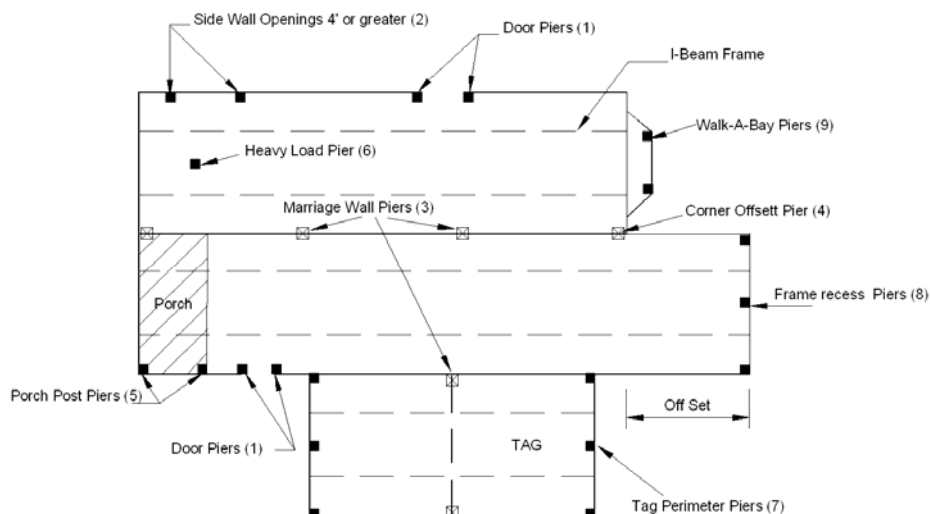 Side Wall Openings 4' or greater (2)
Door Piers (1)
I-Beam Frame
Walk-A-Bay Piers (9)
Heavy Load Pier (6)
Marriage Wall Piers (3)
Corner Offsett Pier (4)
Porch
Frame recess Piers (8)
Porch Post Piers (5)
Off Set
Door Piers (1)
TAG
Tag Perimeter Piers (7)